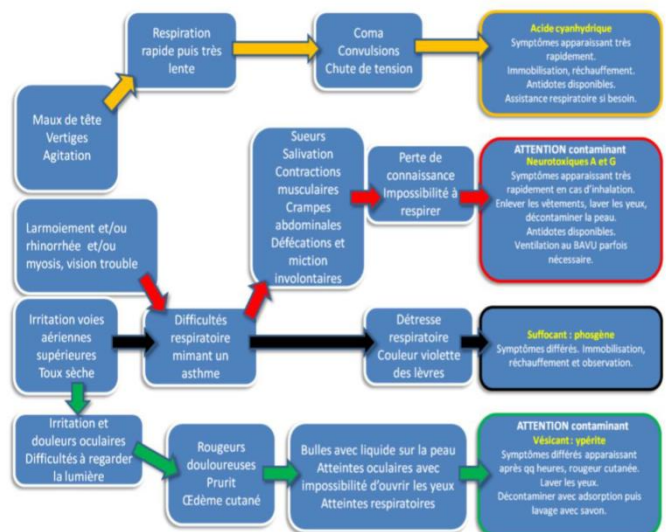 Respiration
rapide puis très
lente
Coma
Convulsions
Chute de tension
Acide cyanhydrique
Symptômes apparaissant très
rapidement.
Immobilisation, réchauffement.
Antidotes disponibles.
Assistance respiratoire si besoin.
Maux de tête
Vertiges
Agitation
Sueurs
Salivation
Contractions
musculaires
Crampes
abdominales
Défécations et
miction
involontaires
Perte de
connaissance
Impossibilité à
respirer
ATTENTION contaminant
Neurotoxiques A et G
Symptômes apparaissant très
rapidement en cas d'inhalation.
Enlever les vêtements, laver les yeux,
décontaminer la peau.
Antidotes disponibles.
Ventilation au BAVU parfois
nécessaire.
Larmoiement et/ou
rhinorrhée et/ou
myosis, vision trouble
Irritation voies
aériennes
supérieures
Toux sèche
Difficultés
respiratoire
mimant un
asthme
Détresse
respiratoire
Couleur violette
des lèvres
Suffocant : phosgène
Symptômes différés. Immobilisation,
réchauffement et observation.
Irritation et
douleurs oculaires
Difficultés à regarder
la lumière
Rougeurs
douloureuses
Prurit
Œdème cutané
Bulles avec liquide sur la peau
Atteintes oculaires avec
impossibilité d'ouvrir les yeux
Atteintes respiratoires
ATTENTION contaminant
Vésicant : ypérite
Symptômes différés apparaissant
après qq heures, rougeur cutanée.
Laver les yeux.
Décontaminer avec adsorption puis
lavage avec savon.